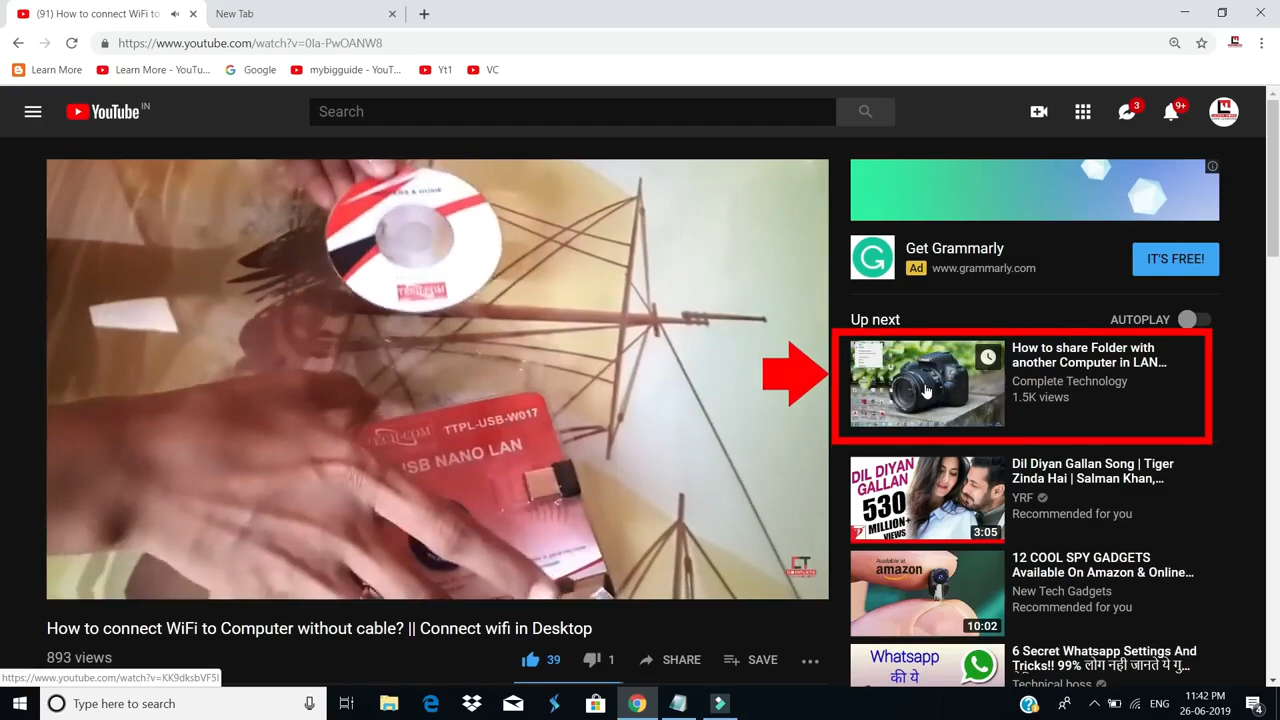 (91) How to connect WiFi to
New Tab
https://www.youtube.com/watch?v=0Ia-PwOANW8
Learn More
Learn More - YouTu...
Google
mybigguide - YouT...
Yt1
VC
YouTube IN
Search
3
9+
& GUIDE
TECHCOM
TECHCOM
TTPL-USB-W017
USB NANO LAN
Get Grammarly
Ad www.grammarly.com
IT'S FREE!
Up next
AUTOPLAY
How to share Folder with
another Computer in LAN...
Complete Technology
1.5K views
DIL DIYAN
GALLAN
530
MILLION+
VIEWS
3:05
Dil Diyan Gallan Song | Tiger
Zinda Hai | Salman Khan,...
YRF
Recommended for you
Available at
amazon
10:02
12 COOL SPY GADGETS
Available On Amazon & Online...
New Tech Gadgets
Recommended for you
Whatsapp
की ये
6 Secret Whatsapp Settings And
Tricks!! 99% लोग नही जानते ये गु...
Technical boss
How to connect WiFi to Computer without cable? || Connect wifi in Desktop
893 views
39
1
SHARE
SAVE
https://www.youtube.com/watch?v=KK9dksbVF5I
Type here to search
ENG
11:42 PM
26-06-2019
4